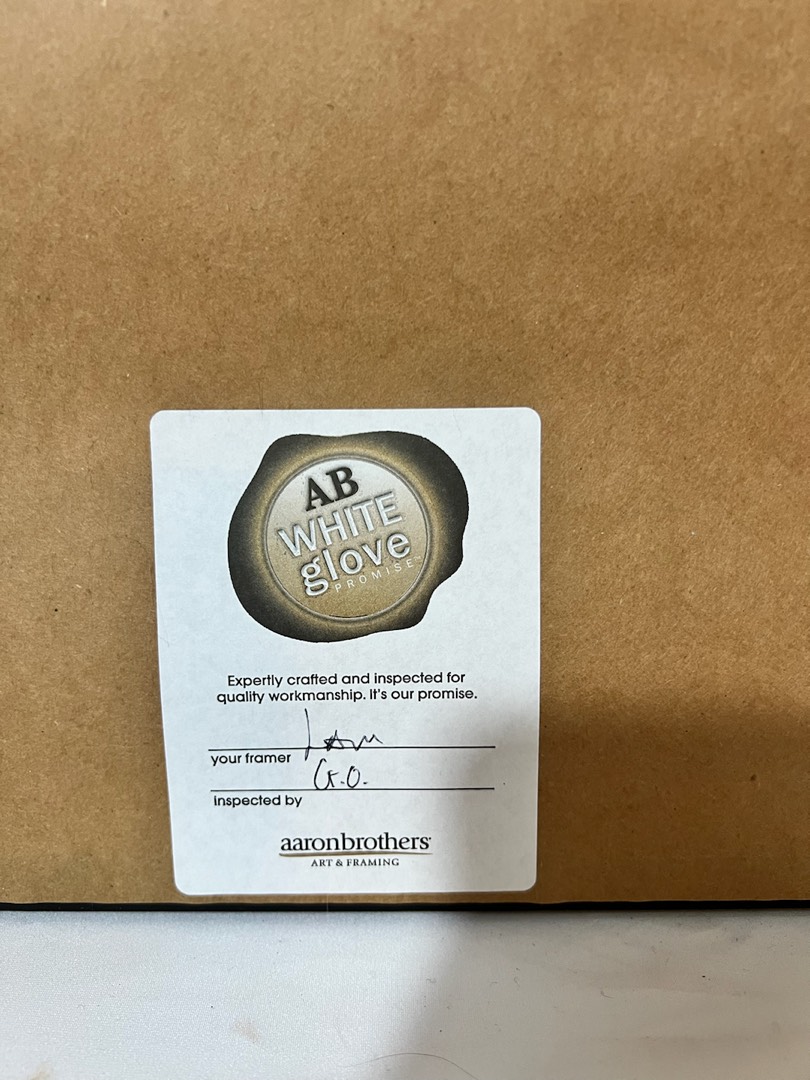 AB
WHITE
glove
PROMISE
Expertly crafted and inspected for
quality workmanship. It's our promise.
your framer
G.O.
inspected by
aaronbrothers
ART & FRAMING